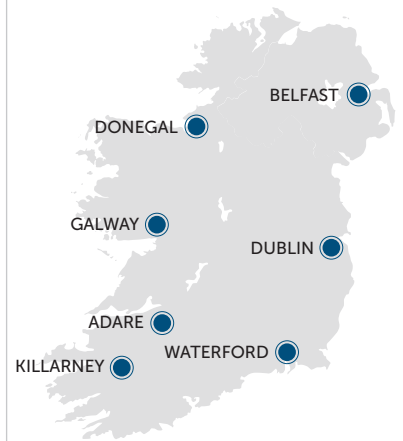 BELFAST
DONEGAL
GALWAY
DUBLIN
ADARE
WATERFORD
KILLARNEY